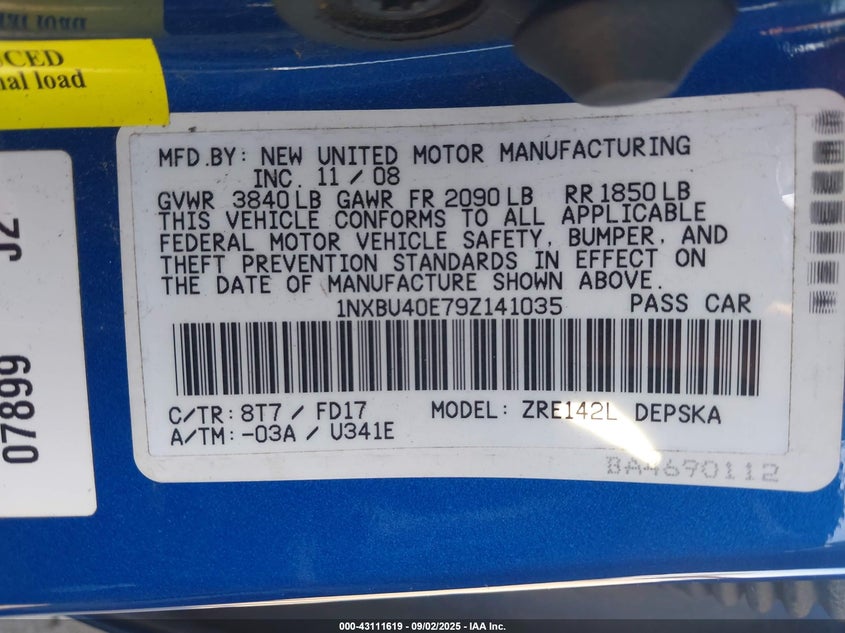 UCED
nal load
MFD.BY: NEW UNITED MOTOR MANUFACTURING
INC. 11 / 08
GVWR 3840 LB GAWR FR 2090 LB RR 1850 LB
THIS VEHICLE CONFORMS TO ALL APPLICABLE
FEDERAL MOTOR VEHICLE SAFETY, BUMPER, AND
THEFT PREVENTION STANDARDS IN EFFECT ON
THE DATE OF MANUFACTURE SHOWN ABOVE.
1NXBU40E79Z141035 PASS CAR
C/TR: 8T7 / FD17 MODEL: ZRE142L DEPSKA
A/TM: -03A / U341E
BA4690112
07899 J2
000-43111619 - 09/02/2025 - IAA Inc.